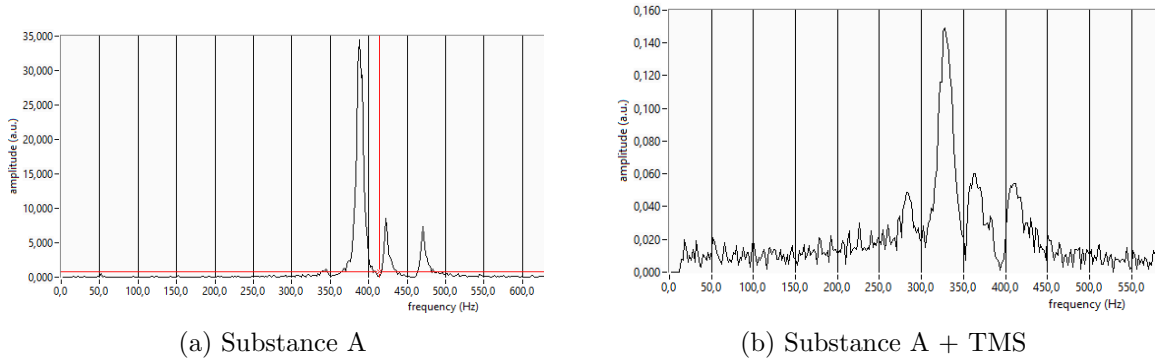 35,000
30,000
25,000
20,000
15,000
10,000
5,000
0,000
amplitude (a.u.)
0,0 50,0 100,0 150,0 200,0 250,0 300,0 350,0 400,0 450,0 500,0 550,0 600,0
frequency (Hz)
(a) Substance A
0,160
0,140
0,120
0,100
0,080
0,060
0,040
0,020
0,000
amplitude (a.u.)
0,0 50,0 100,0 150,0 200,0 250,0 300,0 350,0 400,0 450,0 500,0 550,0
frequency (Hz)
(b) Substance A + TMS